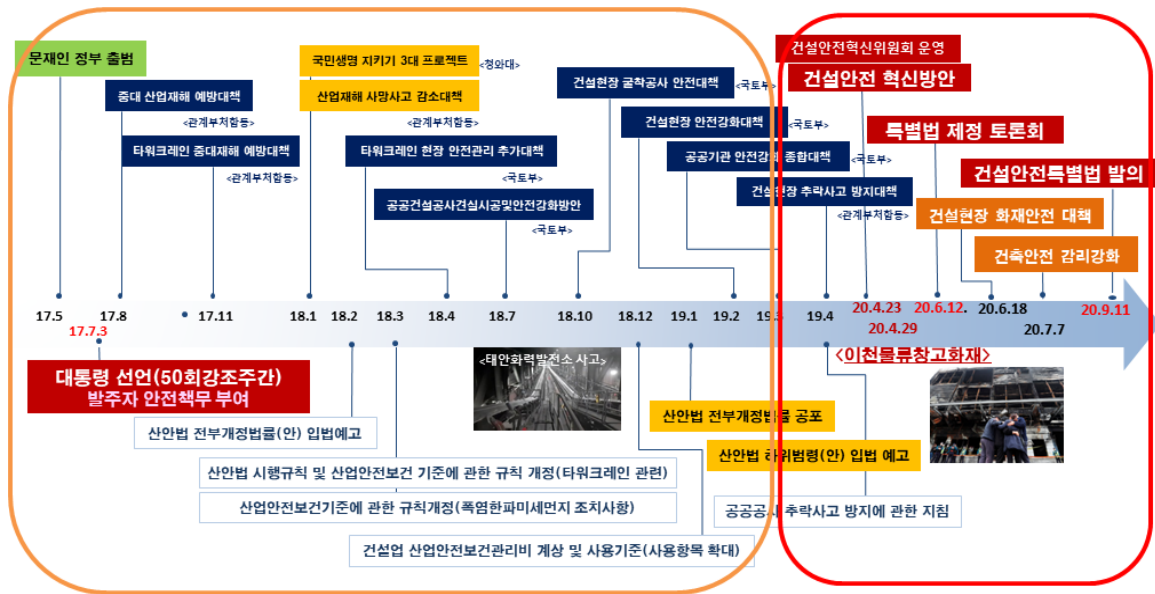 문재인 정부 출범
중대 산업재해 예방대책
<관계부처합동>
타워크레인 중대재해 예방대책
<관계부처합동>
국민생명 지키기 3대 프로젝트
<청와대>
산업재해 사망사고 감소대책
<관계부처합동>
타워크레인 현장 안전관리 추가대책
<국토부>
공공건설공사견실시공및안전강화방안
<국토부>
건설현장 굴착공사 안전대책
<국토부>
건설현장 안전강화대책
<국토부>
공공기관 안전강화 종합대책
<국토부>
건설현장 추락사고 방지대책
<관계부처합동>
건설안전혁신위원회 운영
건설안전 혁신방안
특별법 제정 토론회
건설안전특별법 발의
건설현장 화재안전 대책
건축안전 감리강화
17.5
17.7.3
17.8
17.11
18.1
18.2
18.3
18.4
18.7
18.10
18.12
19.1
19.2
19.3
19.4
20.4.23
20.4.29
20.6.12.
20.6.18
20.7.7
20.9.11
대통령 선언(50회강조주간)
발주자 안전책무 부여
<태안화력발전소 사고>
<이천물류창고화재>
산안법 전부개정법률(안) 입법예고
산안법 시행규칙 및 산업안전보건 기준에 관한 규칙 개정(타워크레인 관련)
산업안전보건기준에 관한 규칙개정(폭염한파미세먼지 조치사항)
건설업 산업안전보건관리비 계상 및 사용기준(사용항목 확대)
산안법 전부개정법률 공포
산안법 하위법령(안) 입법 예고
공공공사 추락사고 방지에 관한 지침